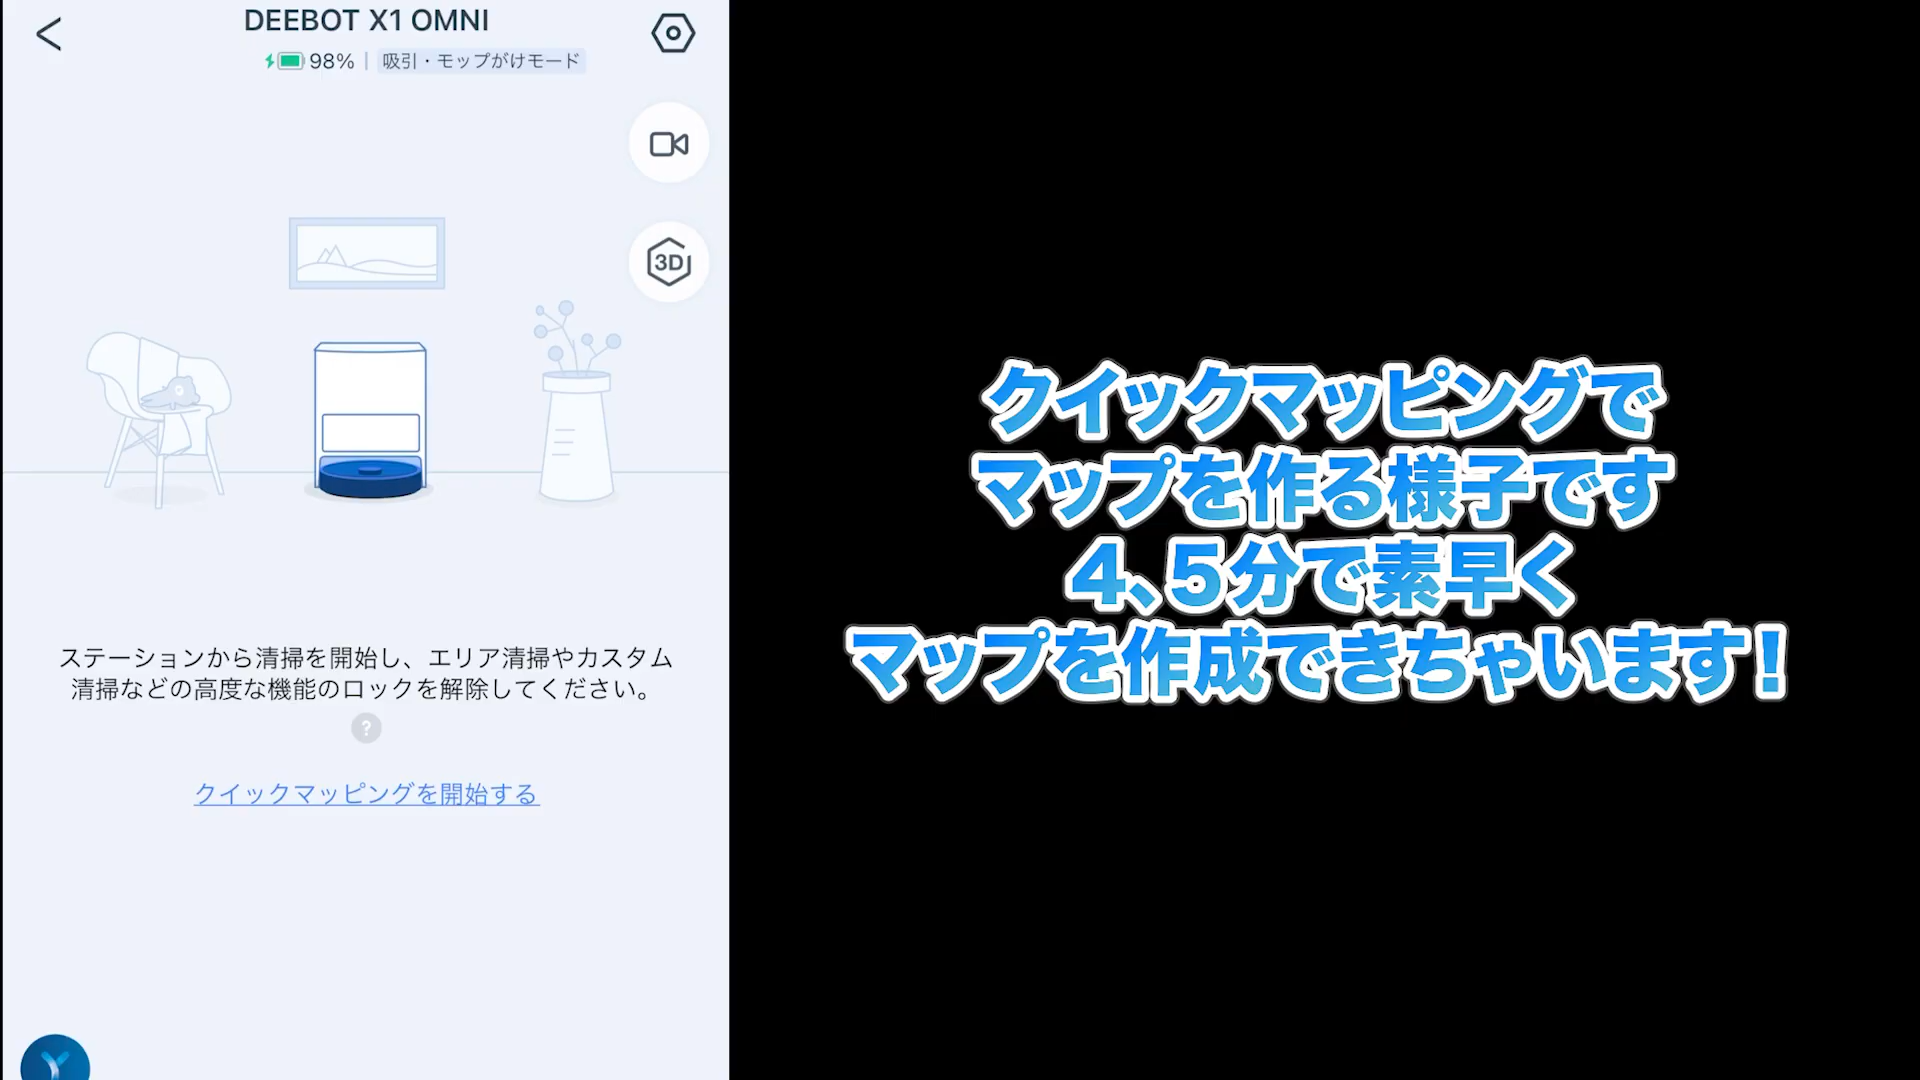 DEEBOT X1 OMNI
98% | 吸引・モップがけモード
3D
ステーションから清掃を開始し、エリア清掃やカスタム
清掃などの高度な機能のロックを解除してください。
?
クイックマッピングを開始する
クイックマッピングで
マップを作る様子です
4、5分で素早く
マップを作成できちゃいます!